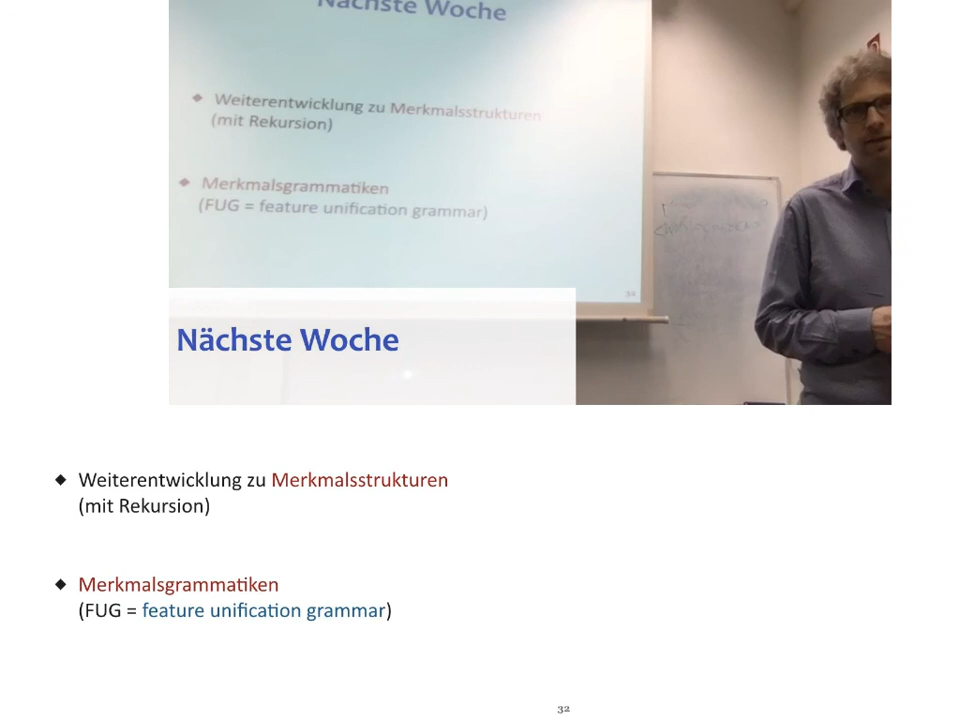 Nächste Woche
◆ Weiterentwicklung zu Merkmalsstrukturen
(mit Rekursion)
◆ Merkmalsgrammatiken
(FUG = feature unification grammar)
32
Nächste Woche
◆ Weiterentwicklung zu Merkmalsstrukturen
(mit Rekursion)
◆ Merkmalsgrammatiken
(FUG = feature unification grammar)
32